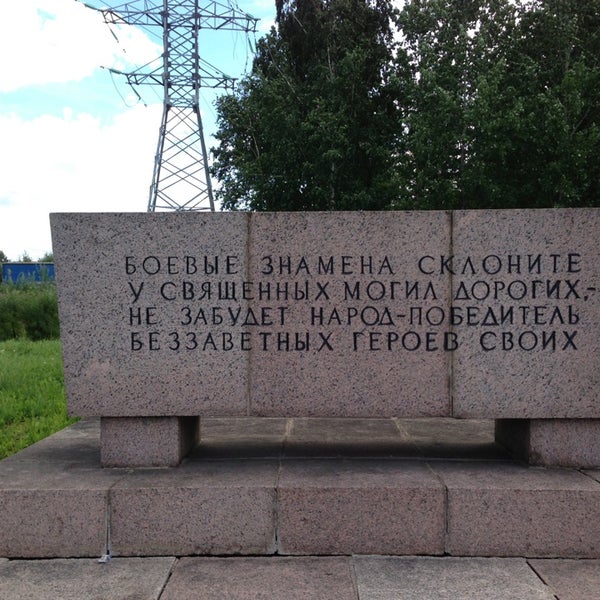 БОЕВЫЕ ЗНАМЕНА СКЛОНИТЕ
У СВЯЩЕННЫХ МОГИЛ ДОРОГИХ,-
НЕ ЗАБУДЕТ НАРОД-ПОБЕДИТЕЛЬ
БЕЗЗАВЕТНЫХ ГЕРОЕВ СВОИХ